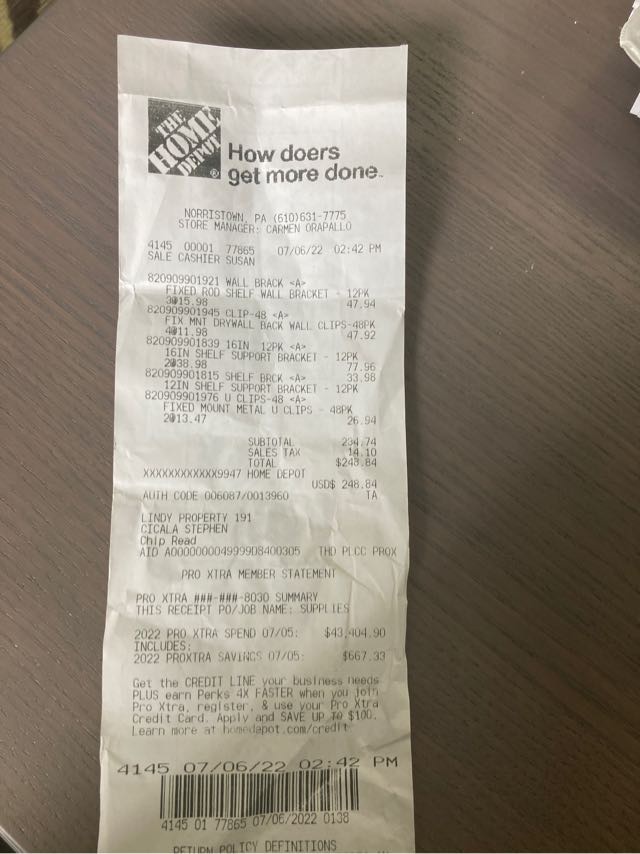 THE
HOME
DEPOT
®
How doers
get more done.™
NORRISTOWN, PA (610)631-7775
STORE MANAGER: CARMEN ORAPALLO
4145 00001 77865 07/06/22 02:42 PM
SALE CASHIER SUSAN
820909901921 WALL BRACK <A>
FIXED ROD SHELF WALL BRACKET - 12PK
3@15.98 47.94
820909901945 CLIP-48 <A>
FIX MNT DRYWALL BACK WALL CLIPS-48PK
4@11.98 47.92
820909901839 16IN 12PK <A>
16IN SHELF SUPPORT BRACKET - 12PK
2@38.98 77.96
820909901815 SHELF BRCK <A> 33.98
12IN SHELF SUPPORT BRACKET - 12PK
820909901976 U CLIPS-48 <A>
FIXED MOUNT METAL U CLIPS - 48PK
2@13.47 26.94
SUBTOTAL 234.74
SALES TAX 14.10
TOTAL $248.84
XXXXXXXXXXXX9947 HOME DEPOT
USD$ 248.84
AUTH CODE 006087/0013960 TA
LINDY PROPERTY 191
CICALA STEPHEN
Chip Read
AID A0000000049999D8400305 THD PLCC PROX
PRO XTRA MEMBER STATEMENT
PRO XTRA ###-###-8030 SUMMARY
THIS RECEIPT PO/JOB NAME: SUPPLIES
2022 PRO XTRA SPEND 07/05: $43,404.90
INCLUDES:
2022 PROXTRA SAVINGS 07/05: $667.33
Get the CREDIT LINE your business needs
PLUS earn Perks 4X FASTER when you join
Pro Xtra, register, & use your Pro Xtra
Credit Card. Apply and SAVE UP TO $100.
Learn more at homedepot.com/credit
4145 07/06/22 02:42 PM
4145 01 77865 07/06/2022 0138
RETURN POLICY DEFINITIONS